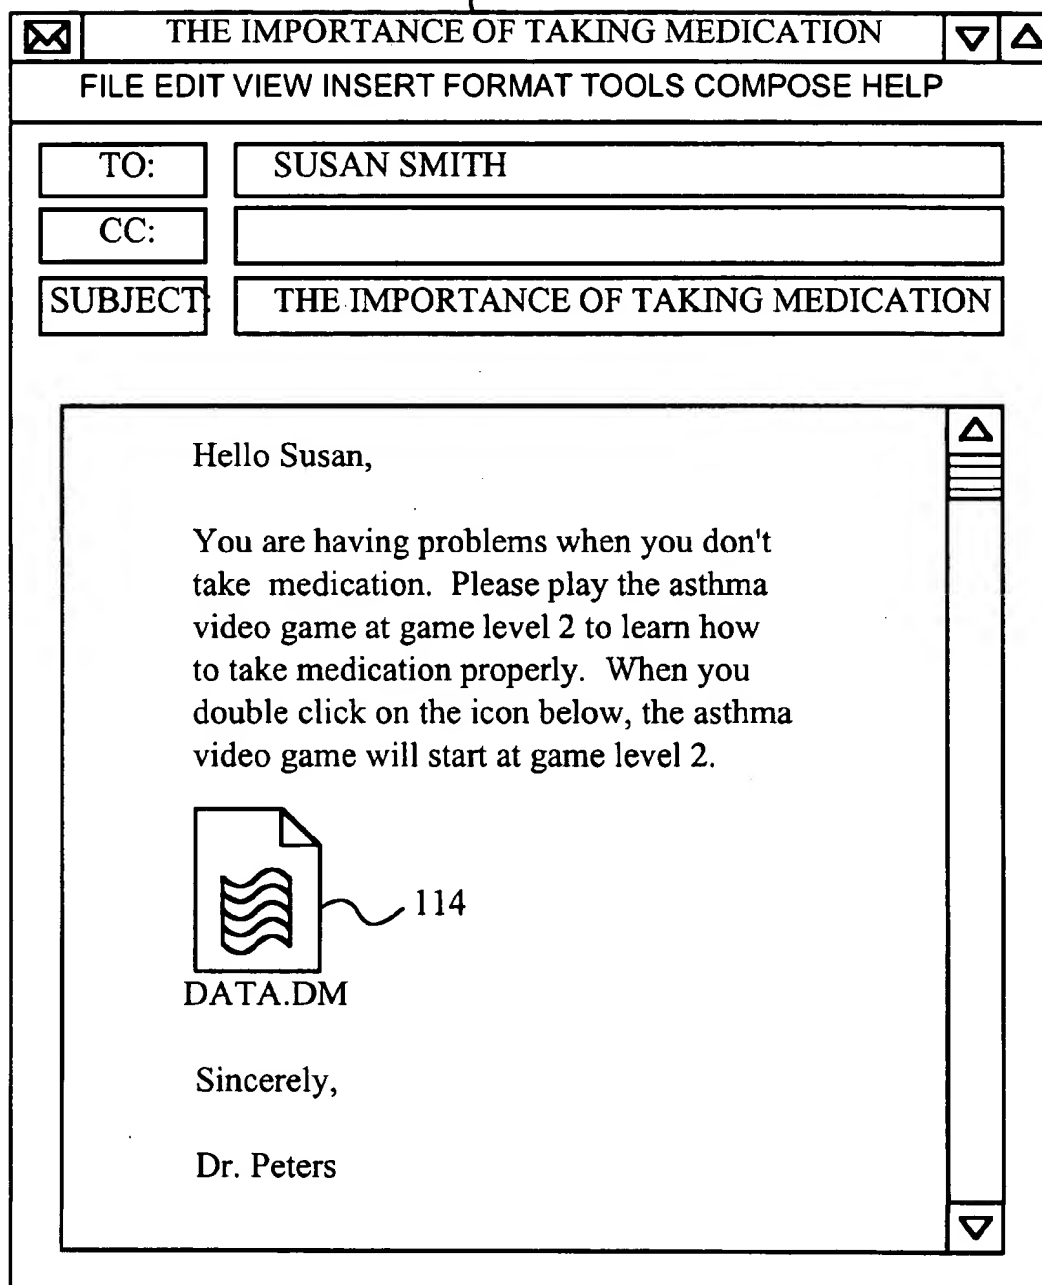 THE IMPORTANCE OF TAKING MEDICATION
FILE EDIT VIEW INSERT FORMAT TOOLS COMPOSE HELP
TO: SUSAN SMITH
CC:
SUBJECT: THE IMPORTANCE OF TAKING MEDICATION
Hello Susan,
You are having problems when you don't
take medication. Please play the asthma
video game at game level 2 to learn how
to take medication properly. When you
double click on the icon below, the asthma
video game will start at game level 2.
114
DATA.DM
Sincerely,
Dr. Peters